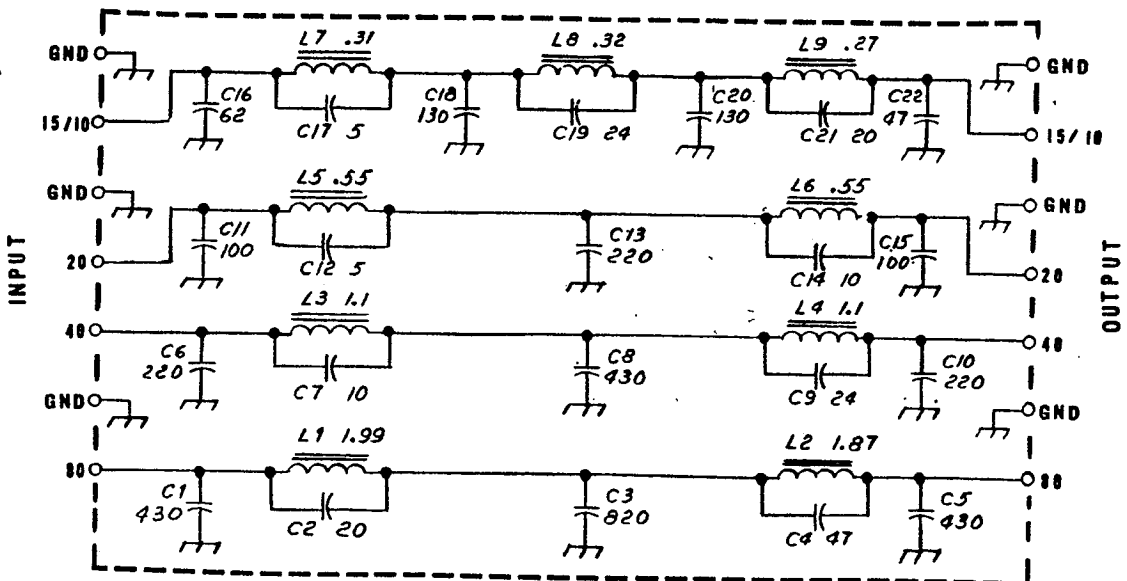 GND
L7 .31
L8 .32
L9 .27
GND
15/10
C16
62
C17 5
C18
130
C19 24
C20
130
C21 20
C22
47
15/10
GND
L5 .55
L6 .55
GND
20
C11
100
C12 5
C13
220
C14 10
C15
100
20
INPUT
OUTPUT
L3 1.1
L4 1.1
40
C6
220
C7 10
C8
430
C9 24
C10
220
40
GND
GND
L1 1.99
L2 1.87
80
C1
430
C2 20
C3
820
C4 47
C5
430
80